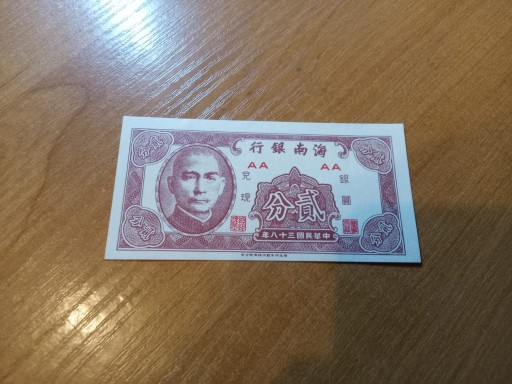 海南銀行
AA AA
銀圓 兌現
貳分
中華民國三十八年